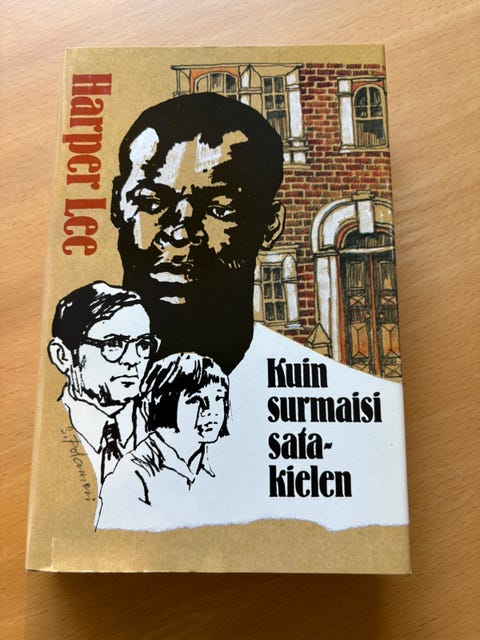 Harper Lee
Kuin
surmaisi
sata-
kielen